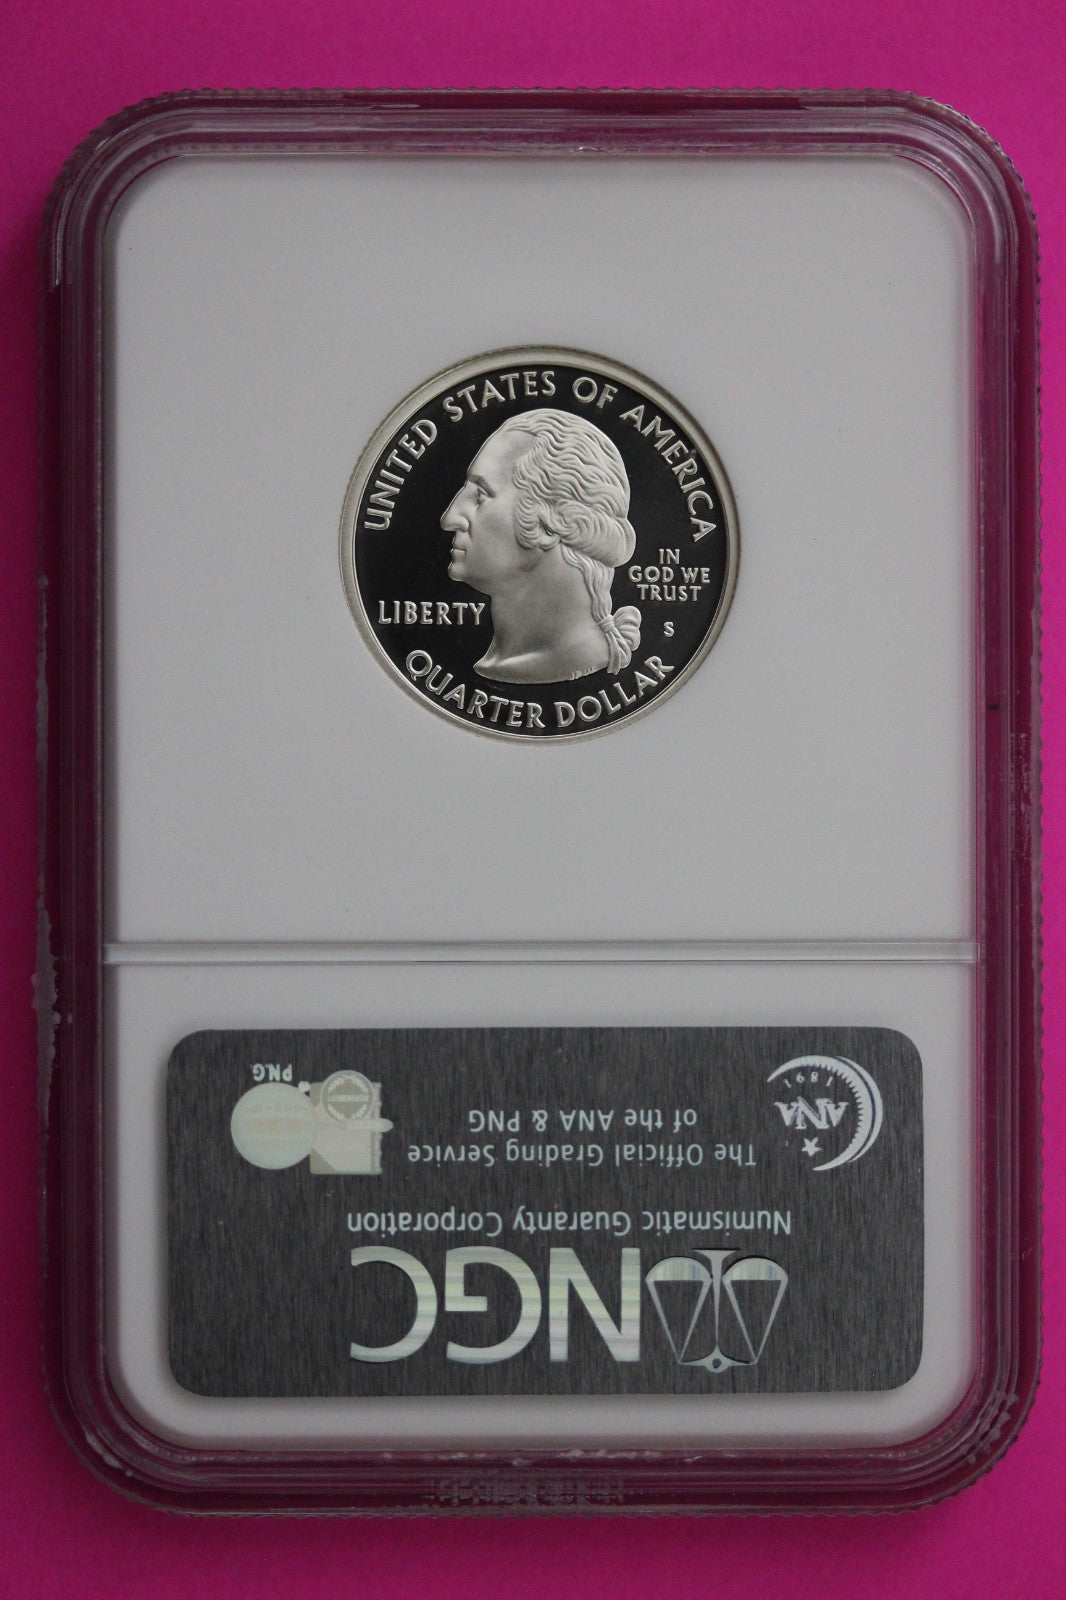 UNITED STATES OF AMERICA
IN
GOD WE
TRUST
LIBERTY
S
QUARTER DOLLAR
NGC
Numismatic Guaranty Corporation
The Official Grading Service
of the ANA & PNG
ANA
1891
PNG